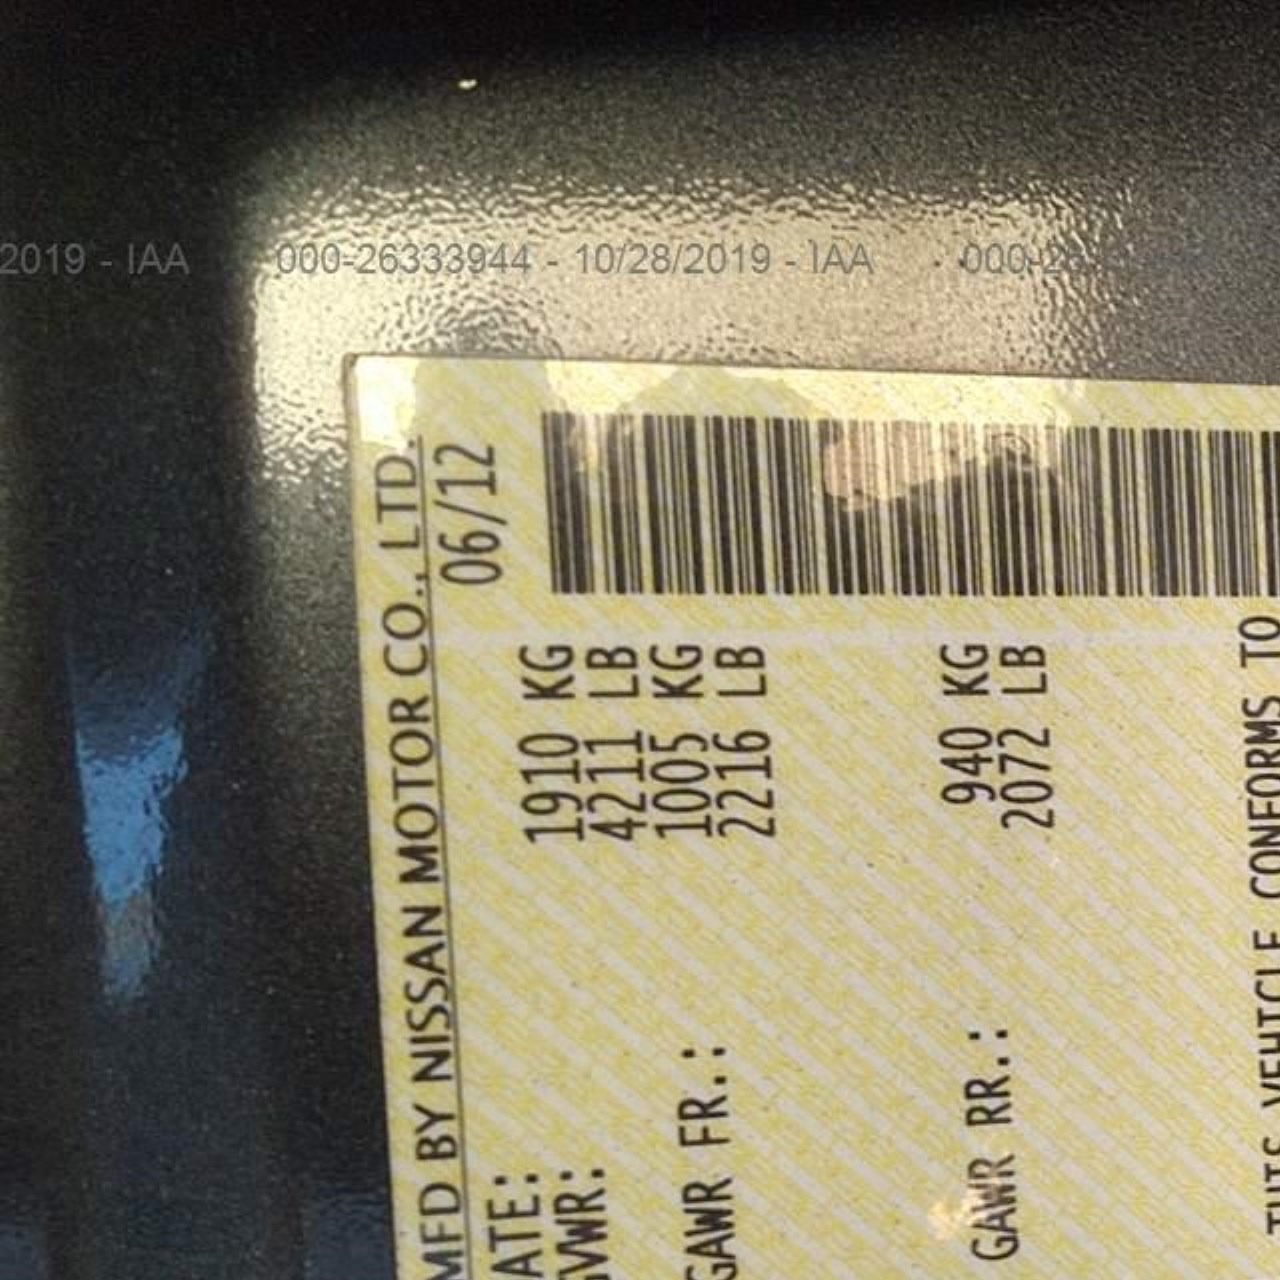 2019 - IAA 000-26333944 - 10/28/2019 - IAA 000-26
MFD BY NISSAN MOTOR CO., LTD.
ATE: 06/12
GVWR: 1910 KG
4211 LB
GAWR FR.: 1005 KG
2216 LB
GAWR RR.: 940 KG
2072 LB
THIS VEHICLE CONFORMS TO